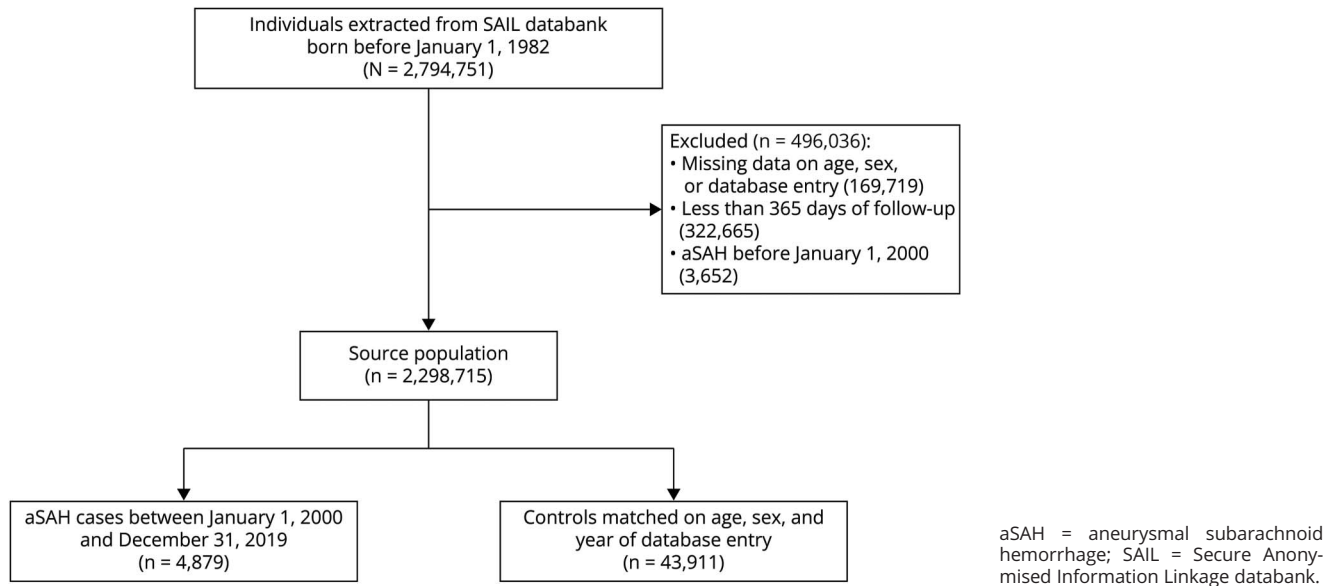 Individuals extracted from SAIL databank
born before January 1, 1982
(N = 2,794,751)
Excluded (n = 496,036):
• Missing data on age, sex,
or database entry (169,719)
• Less than 365 days of follow-up
(322,665)
• aSAH before January 1, 2000
(3,652)
Source population
(n = 2,298,715)
aSAH cases between January 1, 2000
and December 31, 2019
(n = 4,879)
Controls matched on age, sex, and
year of database entry
(n = 43,911)
aSAH = aneurysmal subarachnoid
hemorrhage; SAIL = Secure Anony-
mised Information Linkage databank.